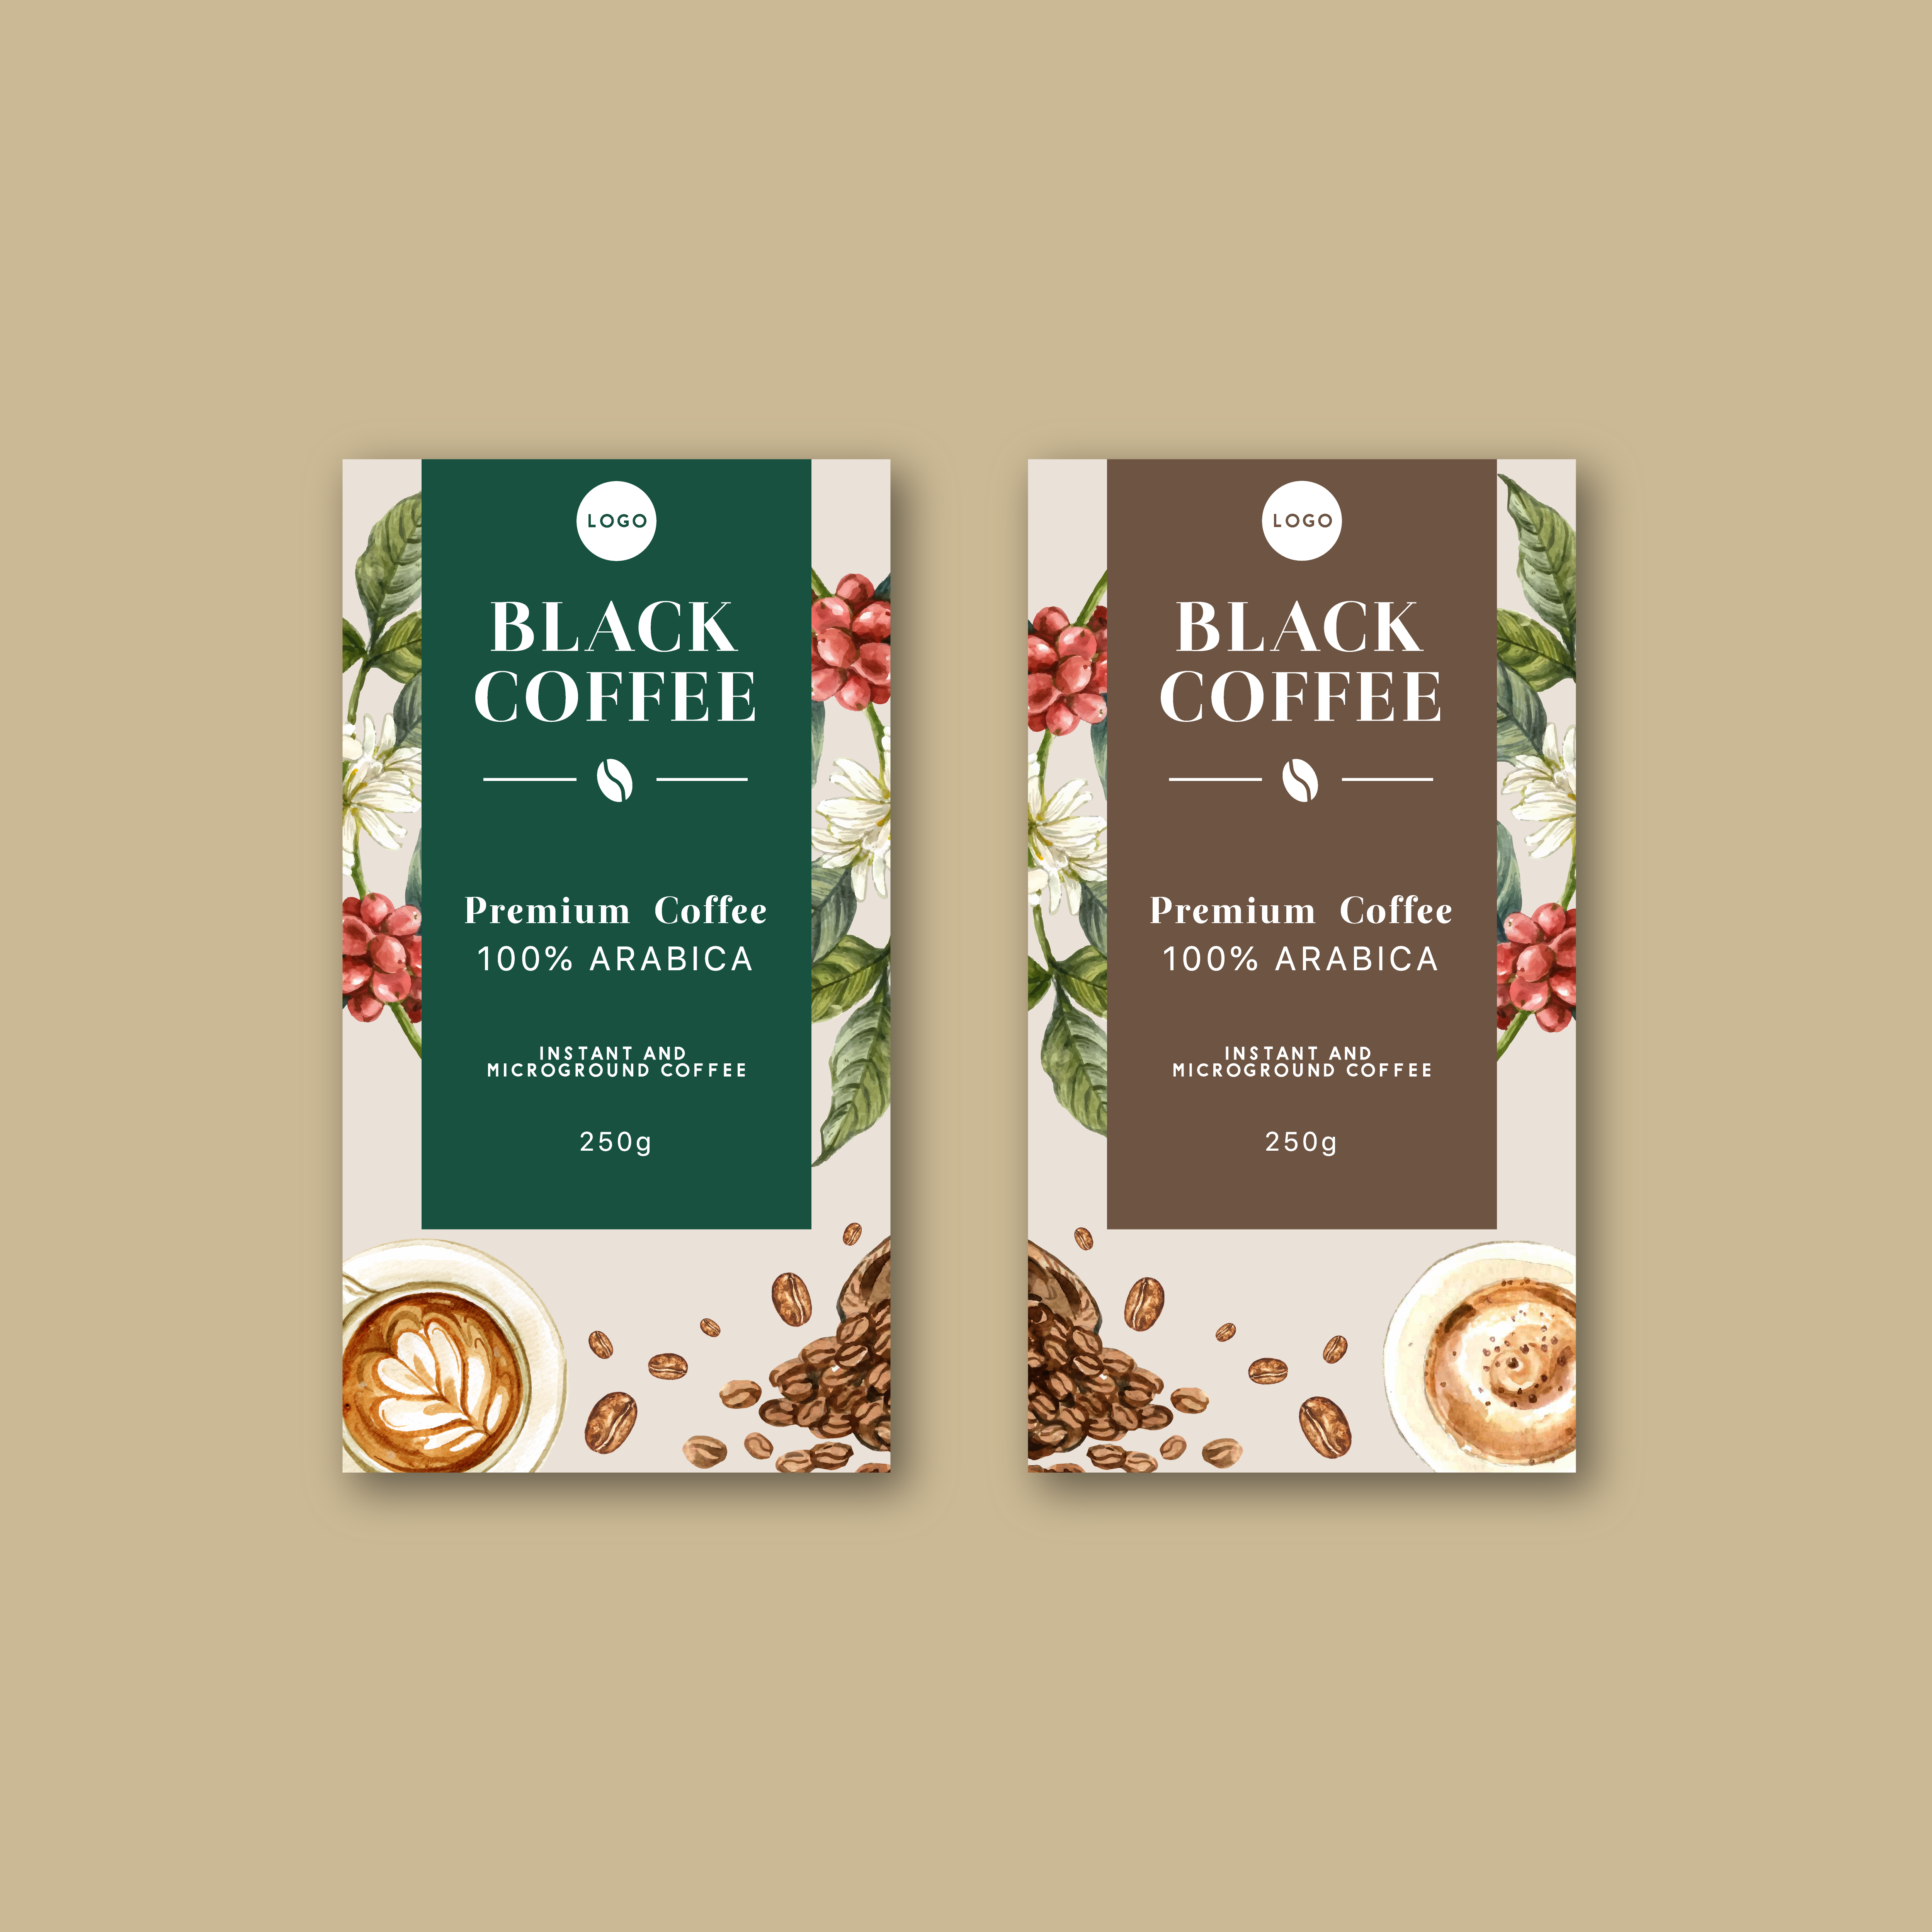 LOGO
BLACK
COFFEE
Premium Coffee
100% ARABICA
INSTANT AND
MICROGROUND COFFEE
250g
LOGO
BLACK
COFFEE
Premium Coffee
100% ARABICA
INSTANT AND
MICROGROUND COFFEE
250g